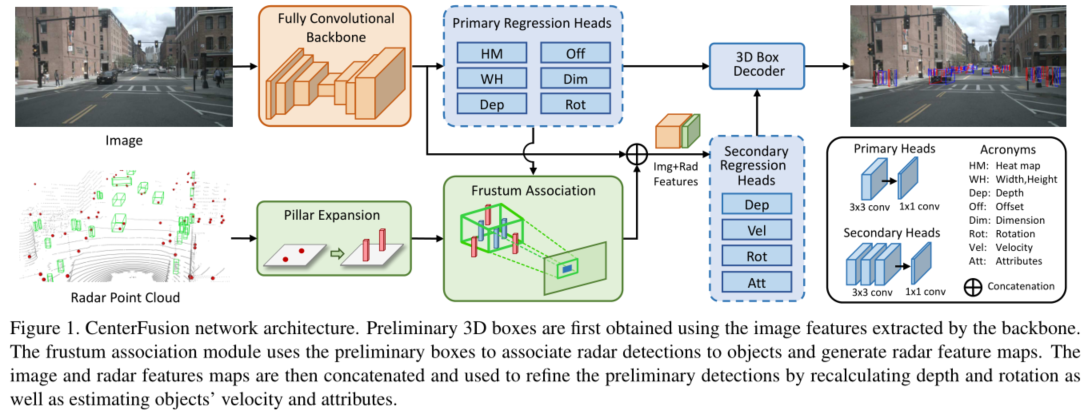 Fully Convolutional
Backbone
Primary Regression Heads
HM
Off
WH
Dim
Dep
Rot
3D Box
Decoder
Image
Img+Rad
Features
Pillar Expansion
Frustum Association
Secondary
Regression
Heads
Dep
Vel
Rot
Att
Radar Point Cloud
Primary Heads
3x3 conv
1x1 conv
Secondary Heads
3x3 conv
1x1 conv
Acronyms
HM: Heat map
WH: Width,Height
Dep: Depth
Off: Offset
Dim: Dimension
Rot: Rotation
Vel: Velocity
Att: Attributes
Concatenation
Figure 1. CenterFusion network architecture. Preliminary 3D boxes are first obtained using the image features extracted by the backbone.
The frustum association module uses the preliminary boxes to associate radar detections to objects and generate radar feature maps. The
image and radar features maps are then concatenated and used to refine the preliminary detections by recalculating depth and rotation as
well as estimating objects' velocity and attributes.